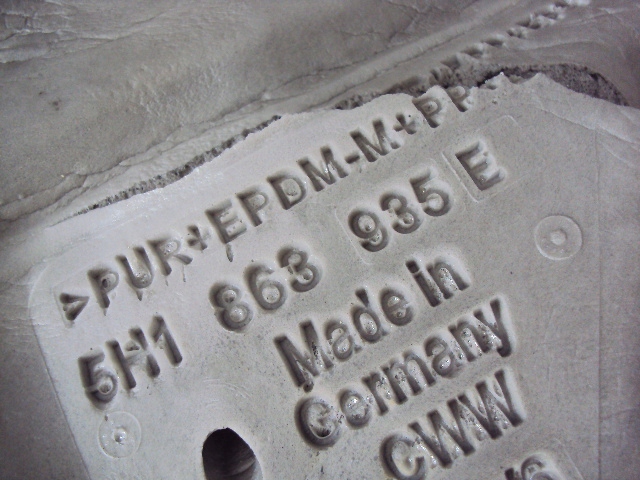 >PUR+EPDM-M+PP
5H1 863 935 E
Made in
Germany
CWW